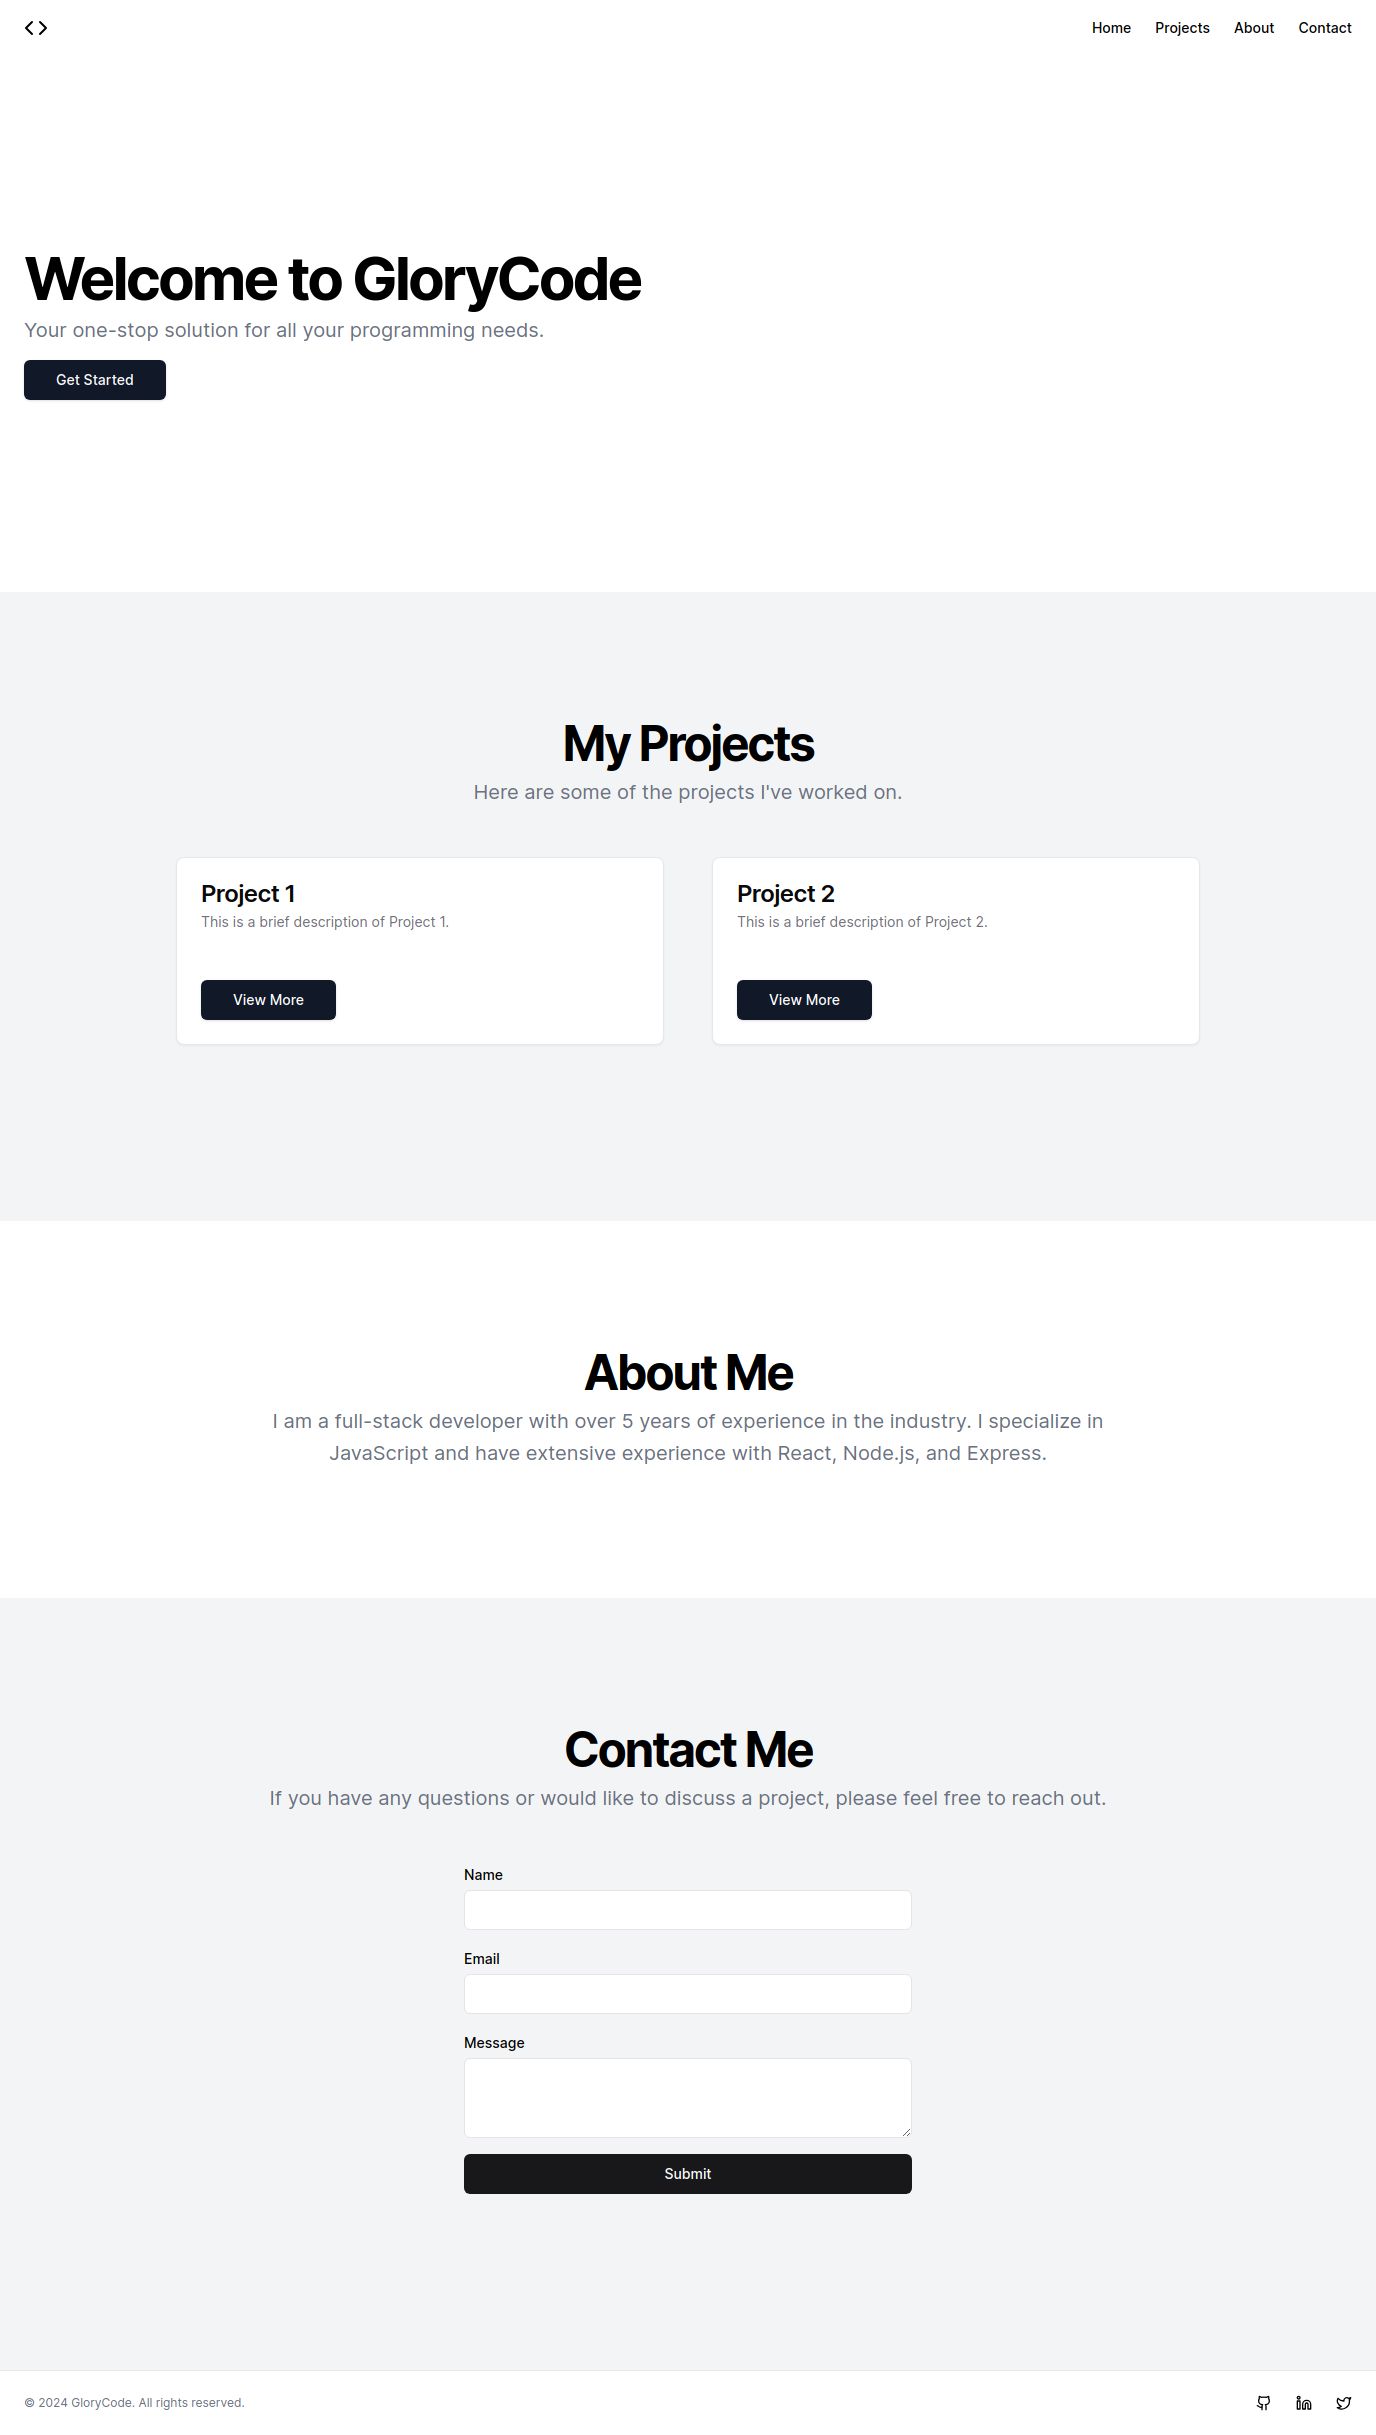 Home Projects About Contact
Welcome to GloryCode
Your one-stop solution for all your programming needs.
Get Started
My Projects
Here are some of the projects I've worked on.
Project 1
This is a brief description of Project 1.
View More
Project 2
This is a brief description of Project 2.
View More
About Me
I am a full-stack developer with over 5 years of experience in the industry. I specialize in
JavaScript and have extensive experience with React, Node.js, and Express.
Contact Me
If you have any questions or would like to discuss a project, please feel free to reach out.
Name
Email
Message
Submit
© 2024 GloryCode. All rights reserved.